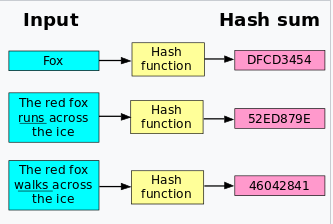 Input
Hash sum
Fox
Hash
function
DFCD3454
The red fox
runs across
the ice
Hash
function
52ED879E
The red fox
walks across
the ice
Hash
function
46042841